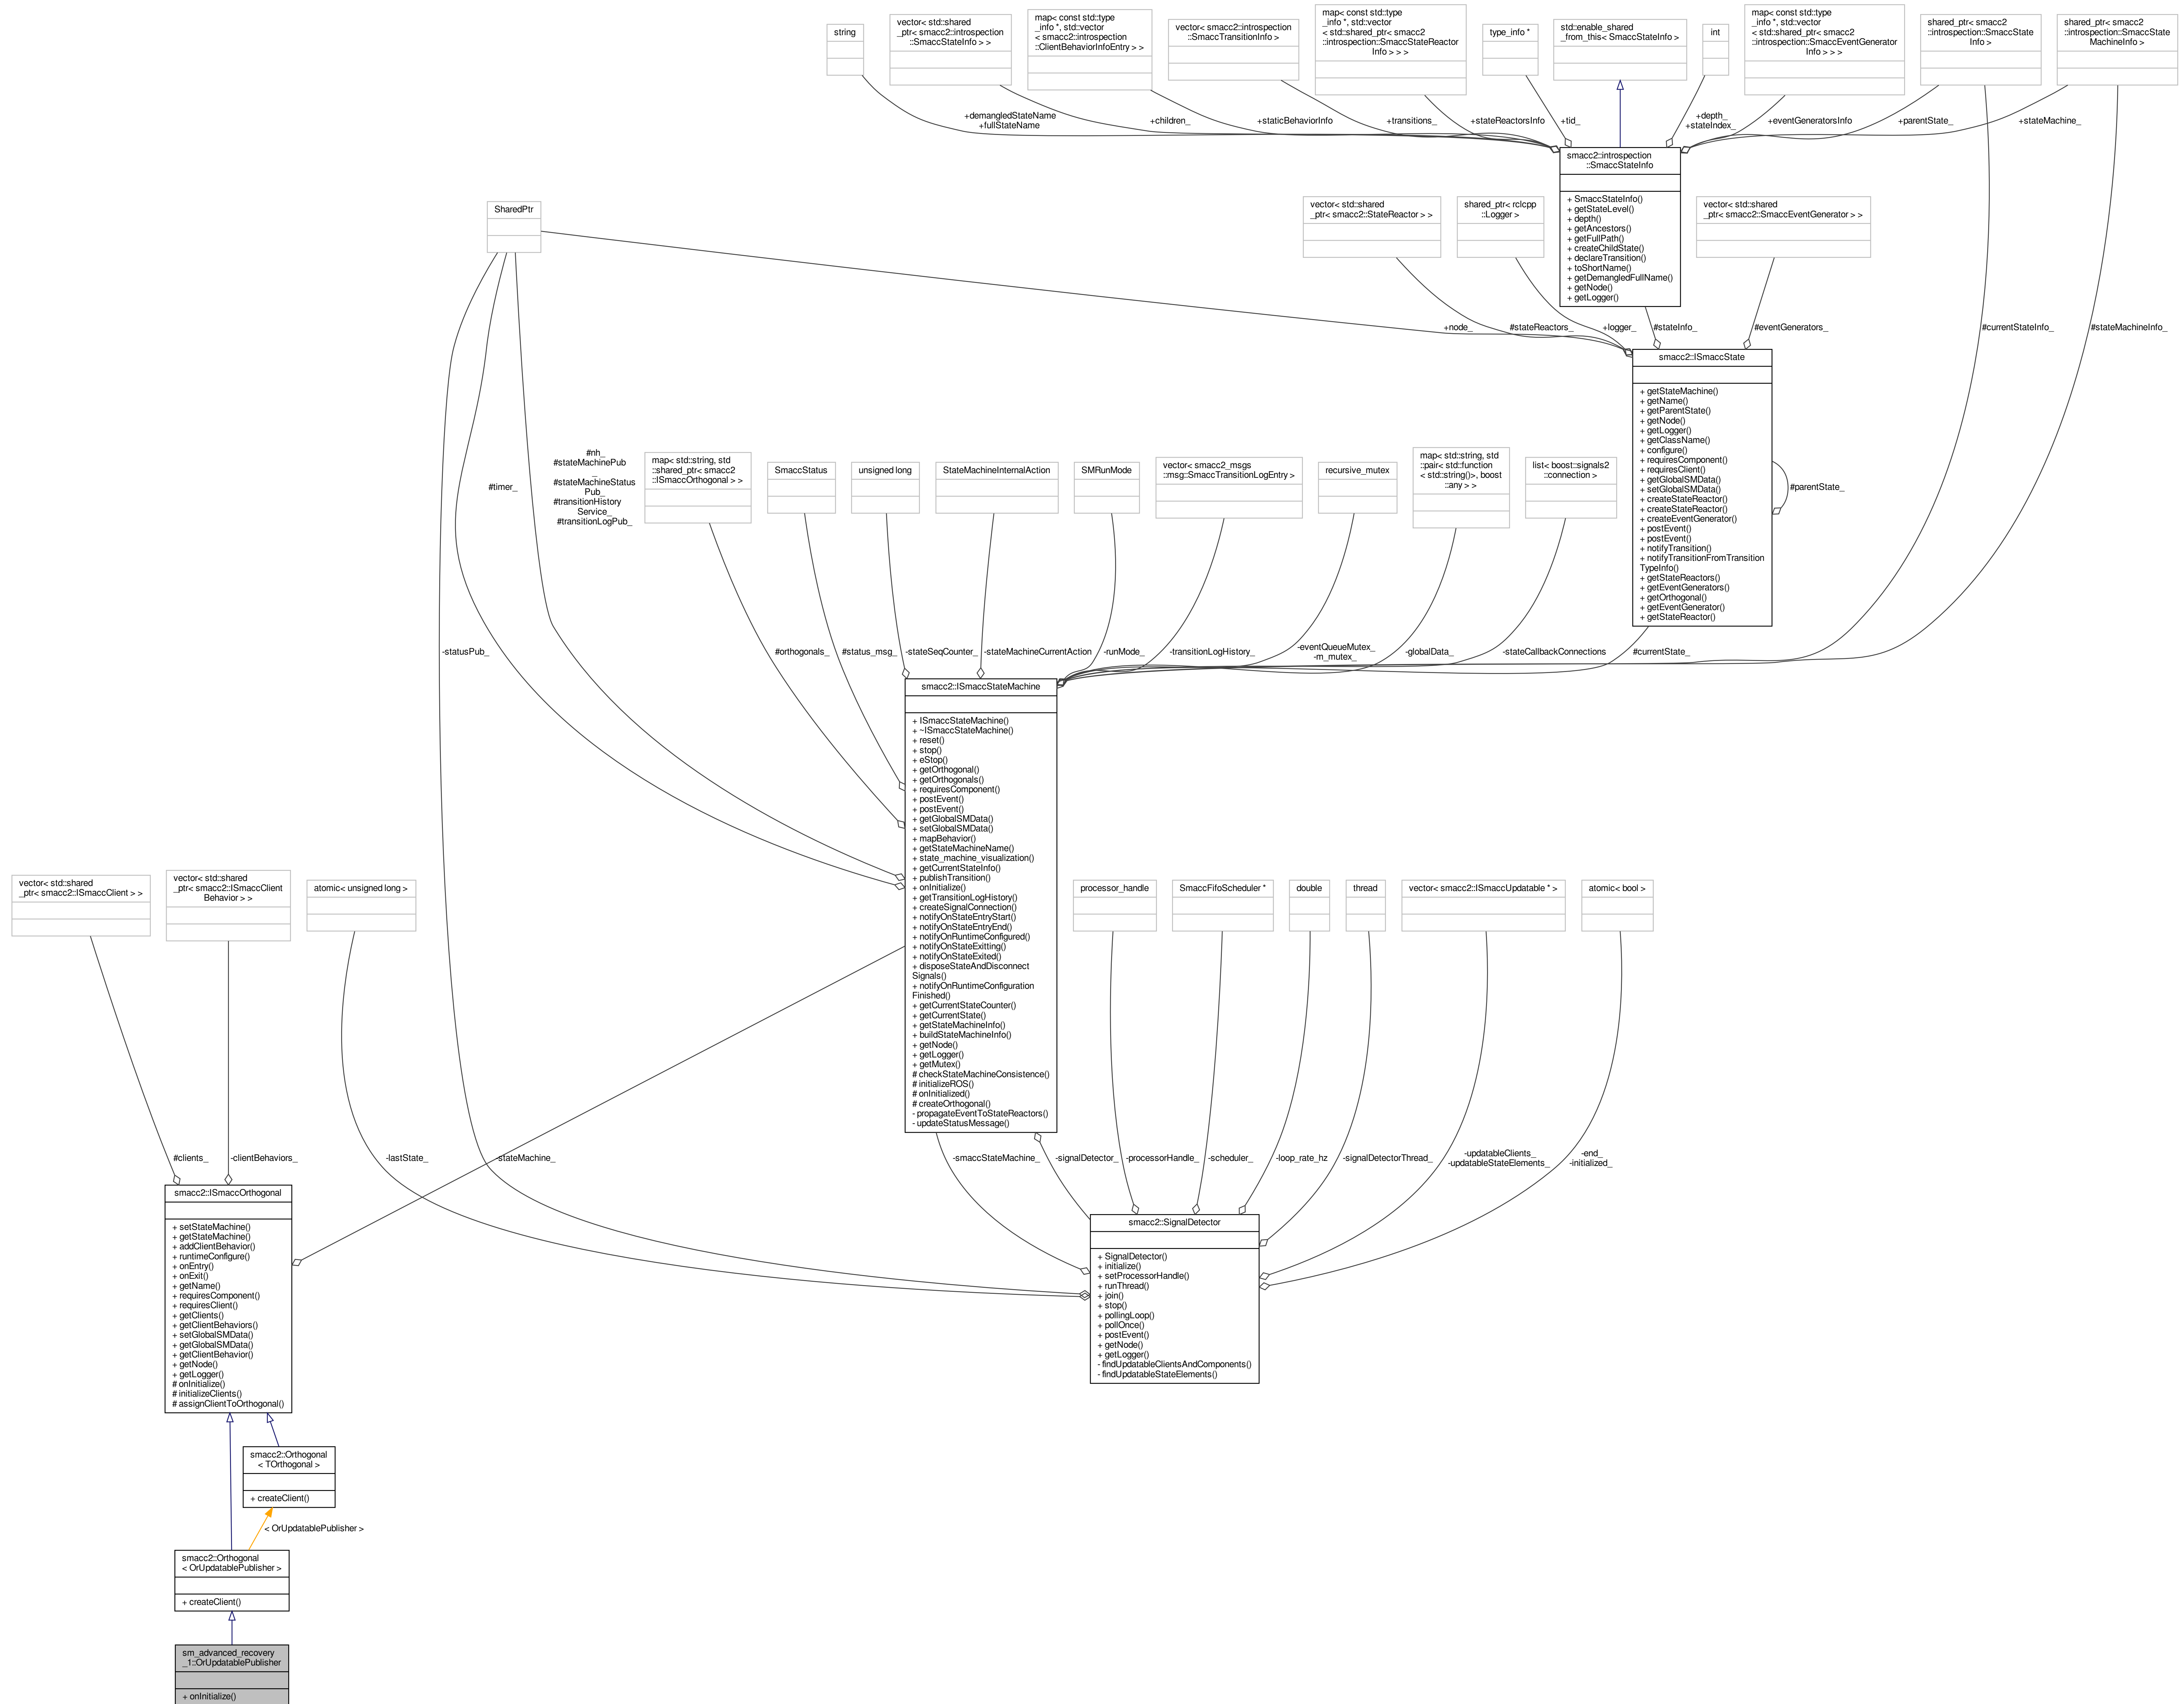 string
vector< std::shared
_ptr< smacc2::introspection
::SmaccStateInfo > >
map< const std::type
_info *, std::vector
< smacc2::introspection
::ClientBehaviorInfoEntry > >
vector< smacc2::introspection
::SmaccTransitionInfo >
map< const std::type
_info *, std::vector
< std::shared_ptr< smacc2
::introspection::SmaccStateReactor
Info > > >
type_info *
std::enable_shared
_from_this< SmaccStateInfo >
int
map< const std::type
_info *, std::vector
< std::shared_ptr< smacc2
::introspection::SmaccEventGenerator
Info > > >
shared_ptr< smacc2
::introspection::SmaccState
Info >
shared_ptr< smacc2
::introspection::SmaccState
MachineInfo >
+demangledStateName
+fullStateName
+children_
+staticBehaviorInfo
+transitions_
+stateReactorsInfo
+tid_
+depth_
+stateIndex_
+eventGeneratorsInfo
+parentState_
+stateMachine_
smacc2::introspection
::SmaccStateInfo
+ SmaccStateInfo()
+ getStateLevel()
+ depth()
+ getAncestors()
+ getFullPath()
+ createChildState()
+ declareTransition()
+ toShortName()
+ getDemangledFullName()
+ getNode()
+ getLogger()
SharedPtr
vector< std::shared
_ptr< smacc2::StateReactor > >
shared_ptr< rclcpp
::Logger >
vector< std::shared
_ptr< smacc2::SmaccEventGenerator > >
+node_
#stateReactors_
+logger_
#stateInfo_
#eventGenerators_
#currentStateInfo_
#stateMachineInfo_
smacc2::ISmaccState
+ getStateMachine()
+ getName()
+ getParentState()
+ getNode()
+ getLogger()
+ getClassName()
+ configure()
+ requiresComponent()
+ requiresClient()
+ getGlobalSMData()
+ setGlobalSMData()
+ createStateReactor()
+ createStateReactor()
+ createEventGenerator()
+ postEvent()
+ postEvent()
+ notifyTransition()
+ notifyTransitionFromTransition
TypeInfo()
+ getStateReactors()
+ getEventGenerators()
+ getOrthogonal()
+ getEventGenerator()
+ getStateReactor()
#parentState_
#timer_
#nh_
#stateMachinePub
_
#stateMachineStatus
Pub_
#transitionHistory
Service_
#transitionLogPub_
map< std::string, std
::shared_ptr< smacc2
::ISmaccOrthogonal > >
SmaccStatus
unsigned long
StateMachineInternalAction
SMRunMode
vector< smacc2_msgs
::msg::SmaccTransitionLogEntry >
recursive_mutex
map< std::string, std
::pair< std::function
< std::string()>, boost
::any > >
list< boost::signals2
::connection >
-statusPub_
#orthogonals_
#status_msg_
-stateSeqCounter_
-stateMachineCurrentAction
-runMode_
-transitionLogHistory_
-eventQueueMutex_
-m_mutex_
-globalData_
-stateCallbackConnections
#currentState_
smacc2::ISmaccStateMachine
+ ISmaccStateMachine()
+ ~ISmaccStateMachine()
+ reset()
+ stop()
+ eStop()
+ getOrthogonal()
+ getOrthogonals()
+ requiresComponent()
+ postEvent()
+ postEvent()
+ getGlobalSMData()
+ setGlobalSMData()
+ mapBehavior()
+ getStateMachineName()
+ state_machine_visualization()
+ getCurrentStateInfo()
+ publishTransition()
+ onInitialize()
+ getTransitionLogHistory()
+ createSignalConnection()
+ notifyOnStateEntryStart()
+ notifyOnStateEntryEnd()
+ notifyOnRuntimeConfigured()
+ notifyOnStateExitting()
+ notifyOnStateExited()
+ disposeStateAndDisconnect
Signals()
+ notifyOnRuntimeConfiguration
Finished()
+ getCurrentStateCounter()
+ getCurrentState()
+ getStateMachineInfo()
+ buildStateMachineInfo()
+ getNode()
+ getLogger()
+ getMutex()
# checkStateMachineConsistence()
# initializeROS()
# onInitialized()
# createOrthogonal()
- propagateEventToStateReactors()
- updateStatusMessage()
vector< std::shared
_ptr< smacc2::ISmaccClient > >
vector< std::shared
_ptr< smacc2::ISmaccClient
Behavior > >
atomic< unsigned long >
processor_handle
SmaccFifoScheduler *
double
thread
vector< smacc2::ISmaccUpdatable * >
atomic< bool >
#clients_
-clientBehaviors_
-lastState_
-stateMachine_
-smaccStateMachine_
-signalDetector_
-processorHandle_
-scheduler_
-loop_rate_hz
-signalDetectorThread_
-updatableClients_
-updatableStateElements_
-end_
-initialized_
smacc2::ISmaccOrthogonal
+ setStateMachine()
+ getStateMachine()
+ addClientBehavior()
+ runtimeConfigure()
+ onEntry()
+ onExit()
+ getName()
+ requiresComponent()
+ requiresClient()
+ getClients()
+ getClientBehaviors()
+ setGlobalSMData()
+ getGlobalSMData()
+ getClientBehavior()
+ getNode()
+ getLogger()
# onInitialize()
# initializeClients()
# assignClientToOrthogonal()
smacc2::SignalDetector
+ SignalDetector()
+ initialize()
+ setProcessorHandle()
+ runThread()
+ join()
+ stop()
+ pollingLoop()
+ pollOnce()
+ postEvent()
+ getNode()
+ getLogger()
- findUpdatableClientsAndComponents()
- findUpdatableStateElements()
smacc2::Orthogonal
< TOrthogonal >
+ createClient()
< OrUpdatablePublisher >
smacc2::Orthogonal
< OrUpdatablePublisher >
+ createClient()
sm_advanced_recovery
_1::OrUpdatablePublisher
+ onInitialize()